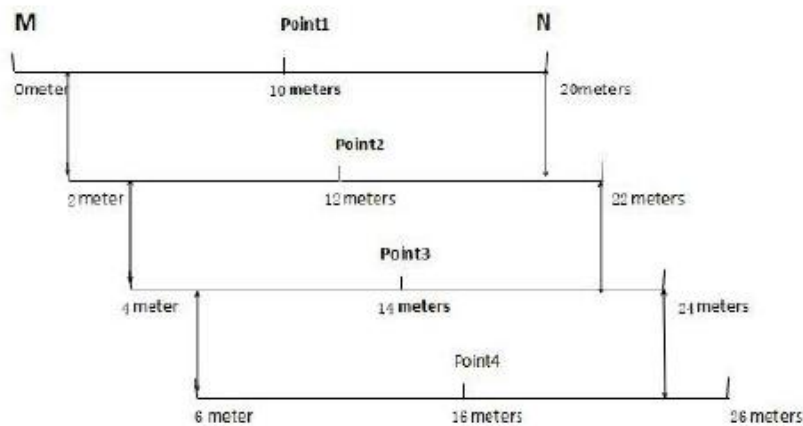 M Point1 N
0meter 10 meters 20meters
Point2
2 meter 12 meters 22 meters
Point3
4 meter 14 meters 24 meters
Point4
6 meter 16 meters 26 meters